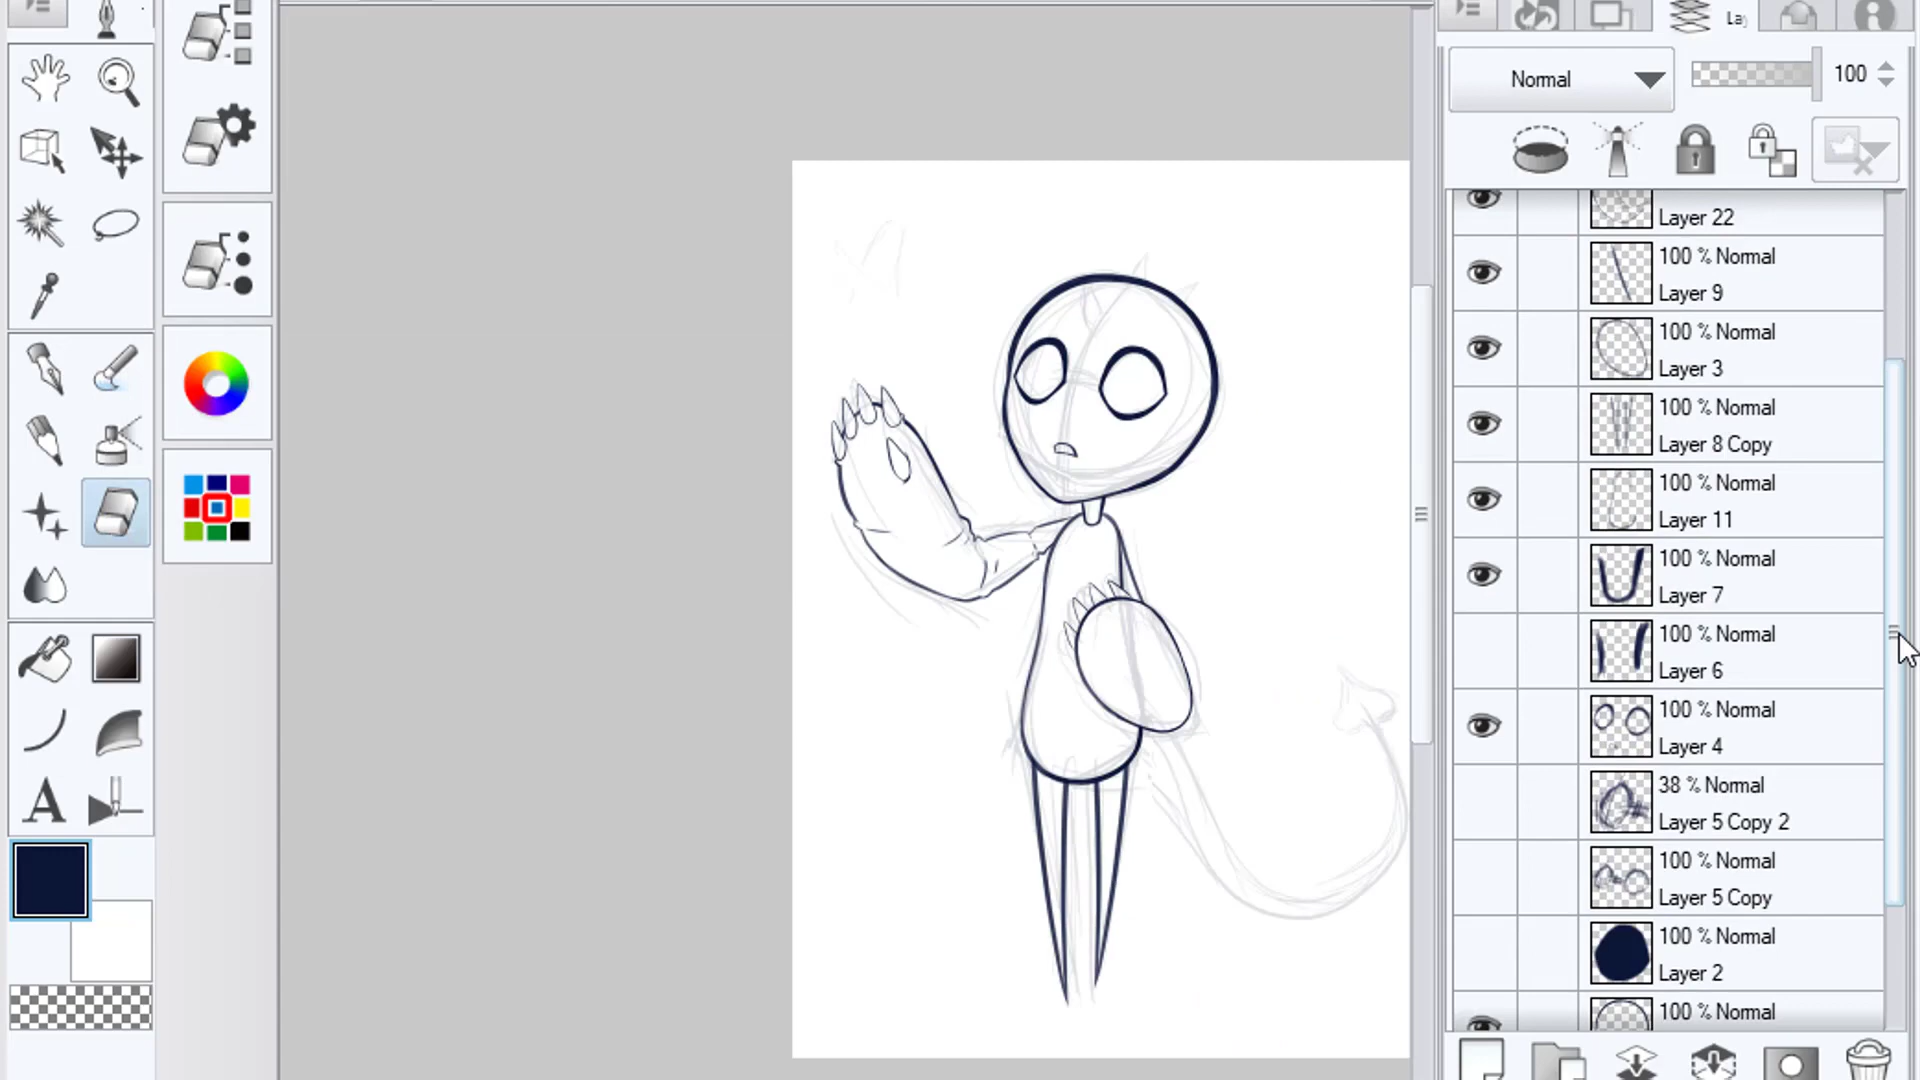 La
Normal
100
Layer 22
100 % Normal
Layer 9
100 % Normal
Layer 3
100 % Normal
Layer 8 Copy
100 % Normal
Layer 11
100 % Normal
Layer 7
100 % Normal
Layer 6
100 % Normal
Layer 4
38 % Normal
Layer 5 Copy 2
100 % Normal
Layer 5 Copy
100 % Normal
Layer 2
100 % Normal